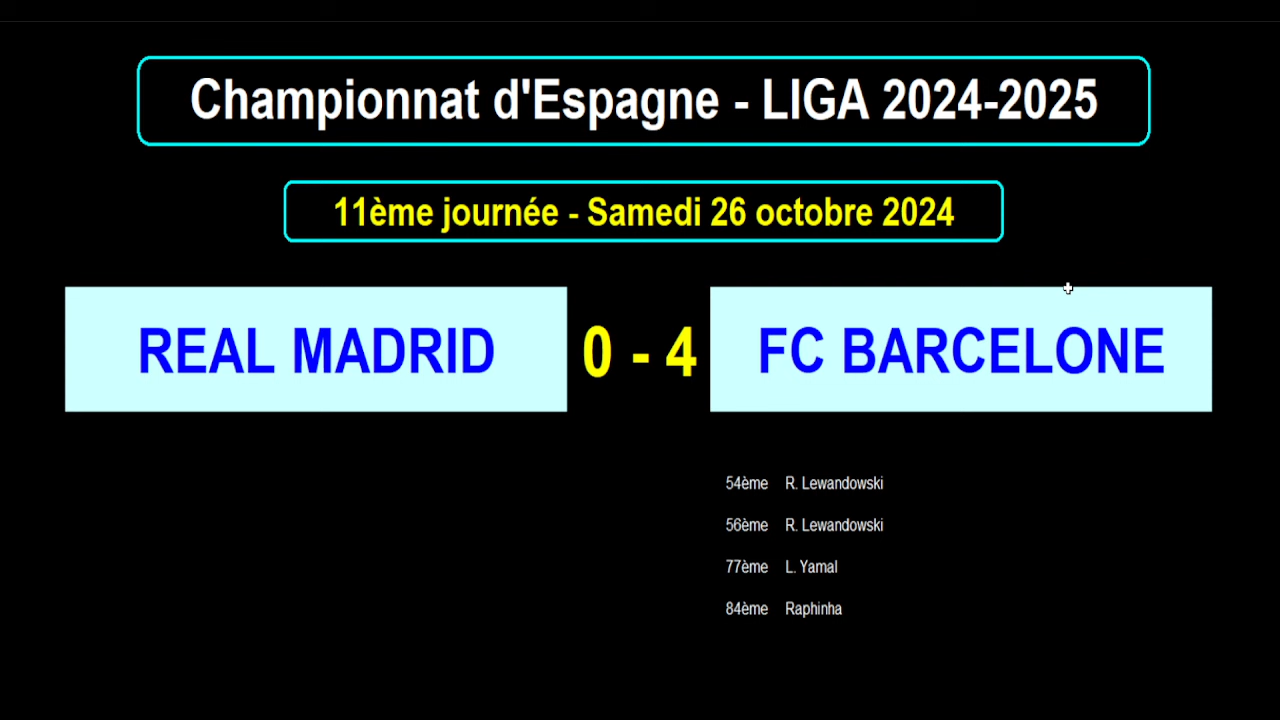 Championnat d'Espagne - LIGA 2024-2025
11ème journée - Samedi 26 octobre 2024
REAL MADRID 0 - 4 FC BARCELONE
54ème R. Lewandowski
56ème R. Lewandowski
77ème L. Yamal
84ème Raphinha